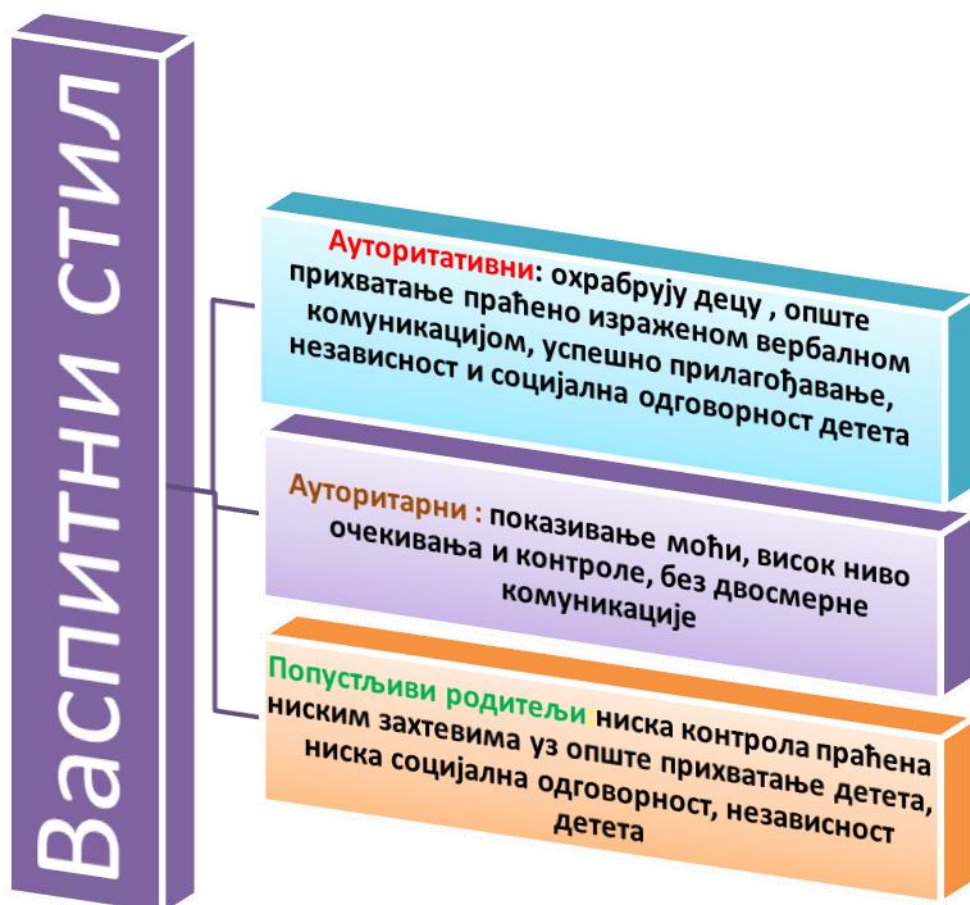 Васпитни стил
Ауторитативни: охрабрују децу , опште
прихватање праћено израженом вербалном
комуникацијом, успешно прилагођавање,
независност и социјална одговорност детета
Ауторитарни : показивање моћи, висок ниво
очекивања и контроле, без двосмерне
комуникације
Попустљиви родитељи:ниска контрола праћена
ниским захтевима уз опште прихватање детета,
ниска социјална одговорност, независност
детета